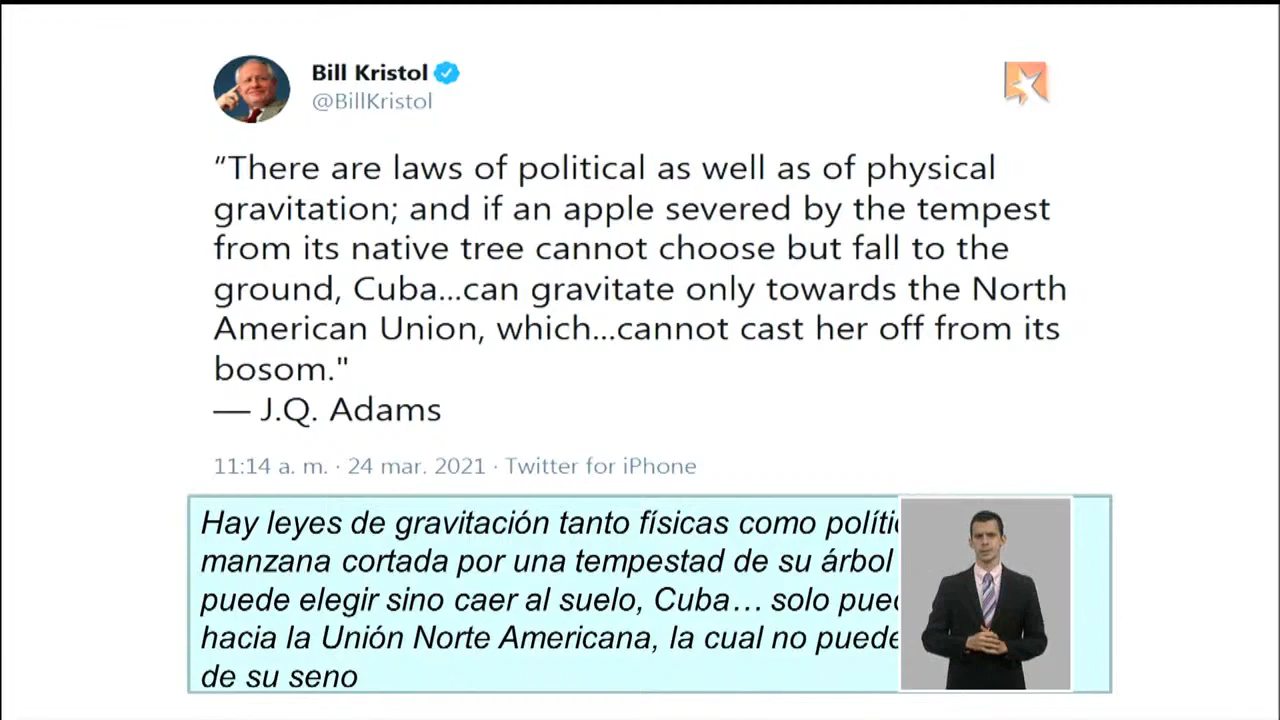 Bill Kristol
@BillKristol
“There are laws of political as well as of physical
gravitation; and if an apple severed by the tempest
from its native tree cannot choose but fall to the
ground, Cuba...can gravitate only towards the North
American Union, which...cannot cast her off from its
bosom."
— J.Q. Adams
11:14 a. m. · 24 mar. 2021 · Twitter for iPhone
Hay leyes de gravitación tanto físicas como
manzana cortada por una tempestad de su árbol
puede elegir sino caer al suelo, Cuba… solo
hacia la Unión Norte Americana, la cual no puede
de su seno